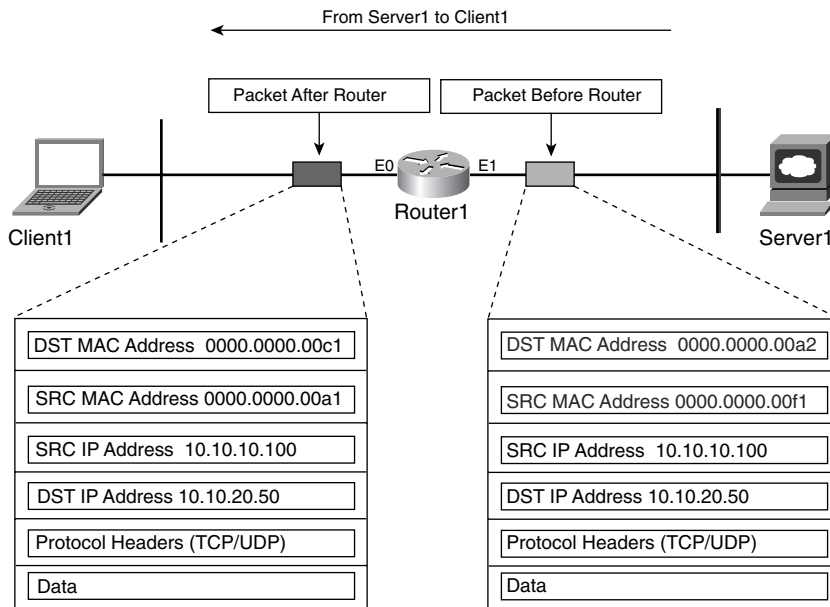 From Server1 to Client1
Packet After Router
Packet Before Router
E0
E1
Client1
Router1
Server1
DST MAC Address 0000.0000.00c1
SRC MAC Address 0000.0000.00a1
SRC IP Address 10.10.10.100
DST IP Address 10.10.20.50
Protocol Headers (TCP/UDP)
Data
DST MAC Address 0000.0000.00a2
SRC MAC Address 0000.0000.00f1
SRC IP Address 10.10.10.100
DST IP Address 10.10.20.50
Protocol Headers (TCP/UDP)
Data